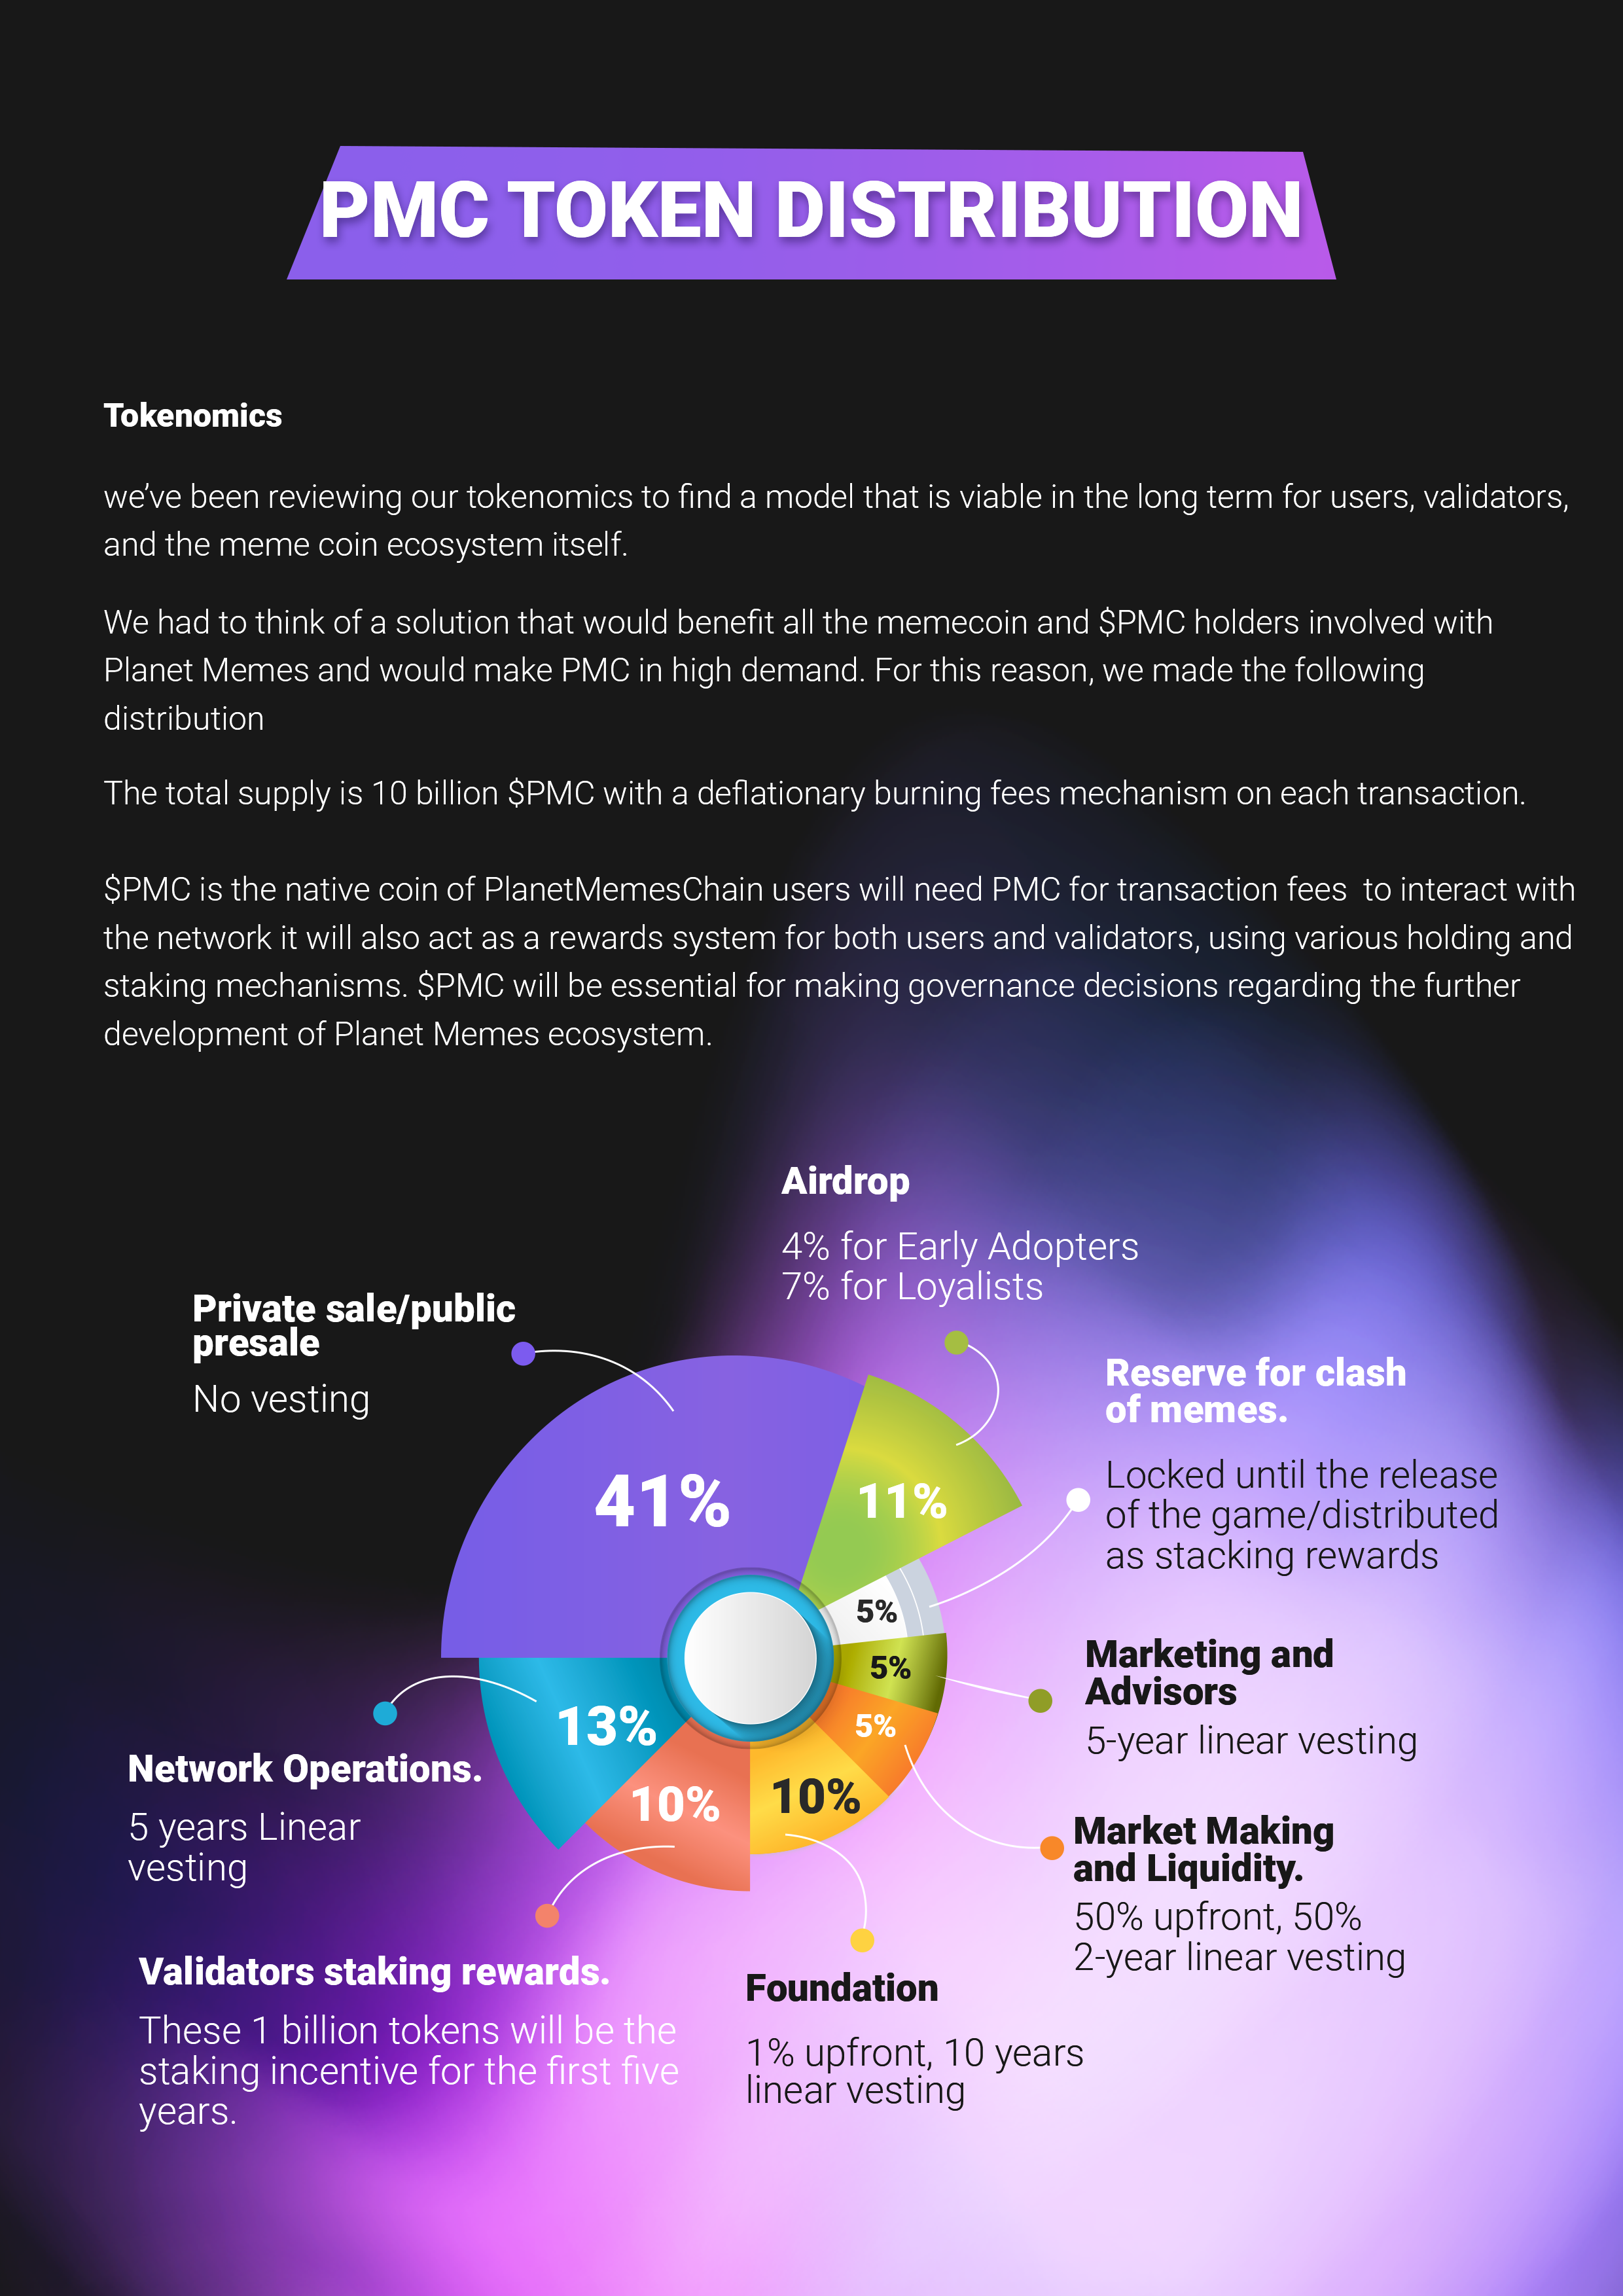 PMC TOKEN DISTRIBUTION
Tokenomics
we’ve been reviewing our tokenomics to find a model that is viable in the long term for users, validators,
and the meme coin ecosystem itself.
We had to think of a solution that would benefit all the memecoin and $PMC holders involved with
Planet Memes and would make PMC in high demand. For this reason, we made the following
distribution
The total supply is 10 billion $PMC with a deflationary burning fees mechanism on each transaction.
$PMC is the native coin of PlanetMemesChain users will need PMC for transaction fees  to interact with
the network it will also act as a rewards system for both users and validators, using various holding and
staking mechanisms. $PMC will be essential for making governance decisions regarding the further
development of Planet Memes ecosystem.
Airdrop
4% for Early Adopters
7% for Loyalists
Private sale/public
presale
No vesting
Reserve for clash
of memes.
Locked until the release
of the game/distributed
as stacking rewards
41%
11%
5%
5%
5%
13%
10%
10%
Marketing and
Advisors
5-year linear vesting
Network Operations.
5 years Linear
vesting
Market Making
and Liquidity.
50% upfront, 50%
2-year linear vesting
Validators staking rewards.
These 1 billion tokens will be the
staking incentive for the first five
years.
Foundation
1% upfront, 10 years
linear vesting